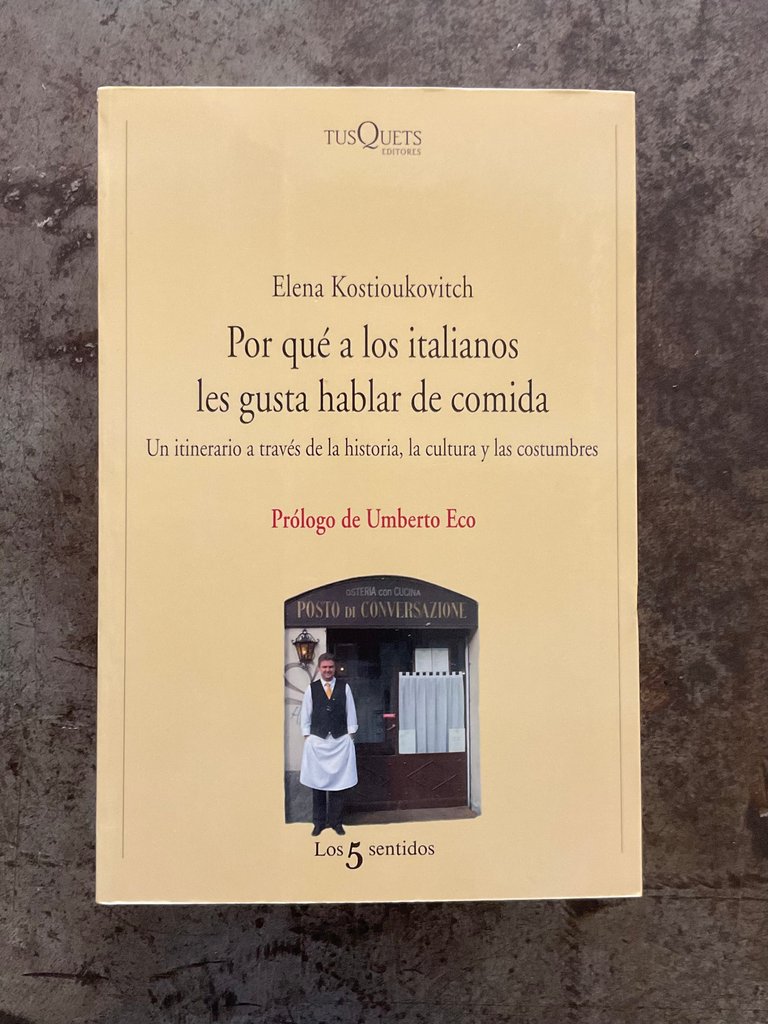 TUSQUETS
EDITORES
Elena Kostioukovitch
Por qué a los italianos
les gusta hablar de comida
Un itinerario a través de la historia, la cultura y las costumbres
Prólogo de Umberto Eco
OSTERIA con CUCINA
POSTO DI CONVERSAZIONE
Los 5 sentidos